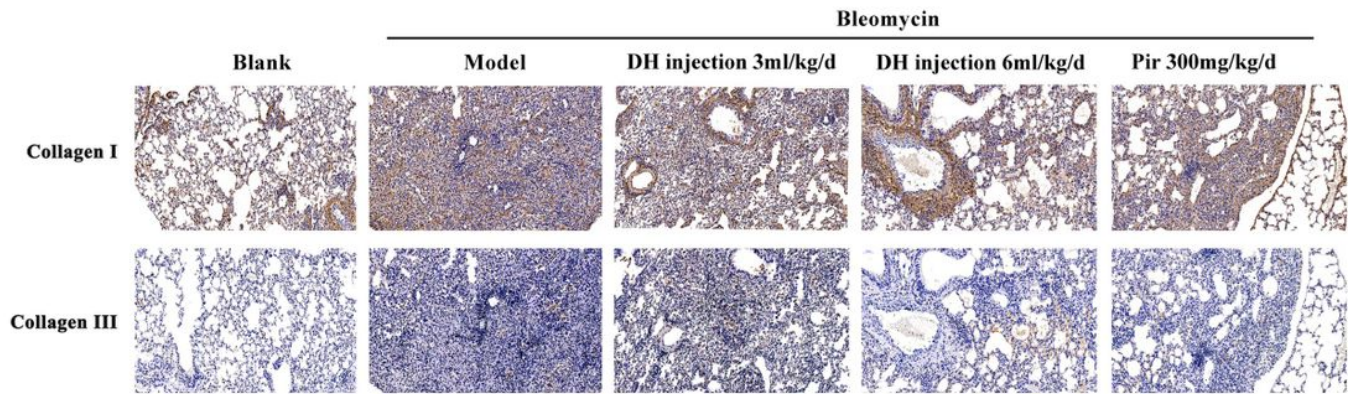 Bleomycin
Blank Model DH injection 3ml/kg/d DH injection 6ml/kg/d Pir 300mg/kg/d
Collagen I
Collagen III